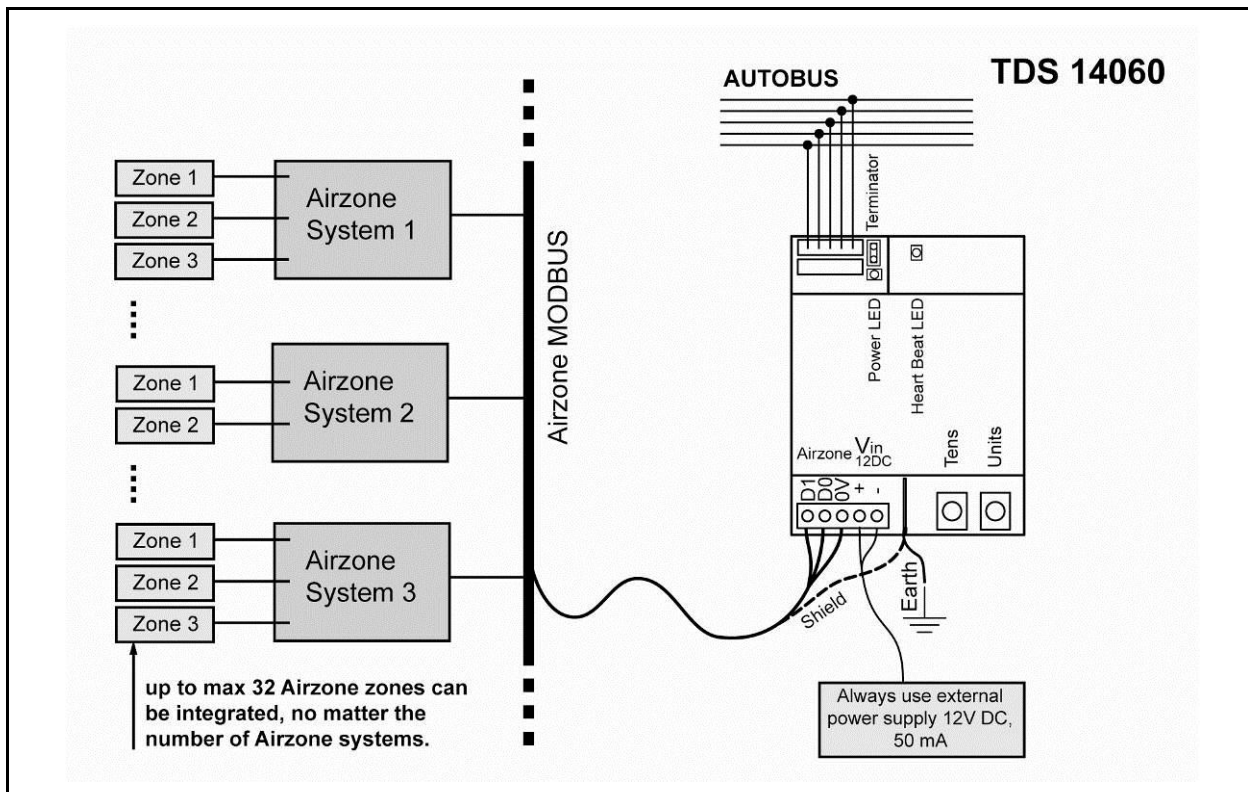 TDS 14060
AUTOBUS
Terminator
Power LED
Heart Beat LED
Airzone
Vin
12DC
Tens
Units
D1
D0
0V
+
-
Shield
Earth
Always use external
power supply 12V DC,
50 mA
Airzone MODBUS
Zone 1
Zone 2
Zone 3
Airzone
System 1
Zone 1
Zone 2
Airzone
System 2
Zone 1
Zone 2
Zone 3
Airzone
System 3
up to max 32 Airzone zones can
be integrated, no matter the
number of Airzone systems.